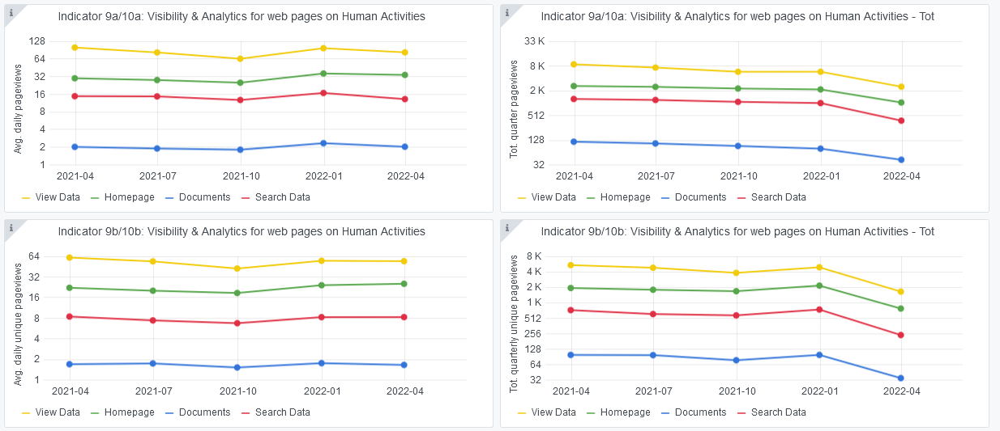 Indicator 9a/10a: Visibility & Analytics for web pages on Human Activities
Avg. daily pageviews
128
64
32
16
8
4
2
1
2021-04 2021-07 2021-10 2022-01 2022-04
View Data Homepage Documents Search Data
Indicator 9a/10a: Visibility & Analytics for web pages on Human Activities - Tot
Tot. quarter pageviews
33 K
8 K
2 K
512
128
32
2021-04 2021-07 2021-10 2022-01 2022-04
View Data Homepage Documents Search Data
Indicator 9b/10b: Visibility & Analytics for web pages on Human Activities
Avg. daily unique pageviews
64
32
16
8
4
2
1
2021-04 2021-07 2021-10 2022-01 2022-04
View Data Homepage Documents Search Data
Indicator 9b/10b: Visibility & Analytics for web pages on Human Activities - Tot
Tot. quarterly unique pageviews
8 K
4 K
2 K
1 K
512
256
128
64
32
2021-04 2021-07 2021-10 2022-01 2022-04
View Data Homepage Documents Search Data